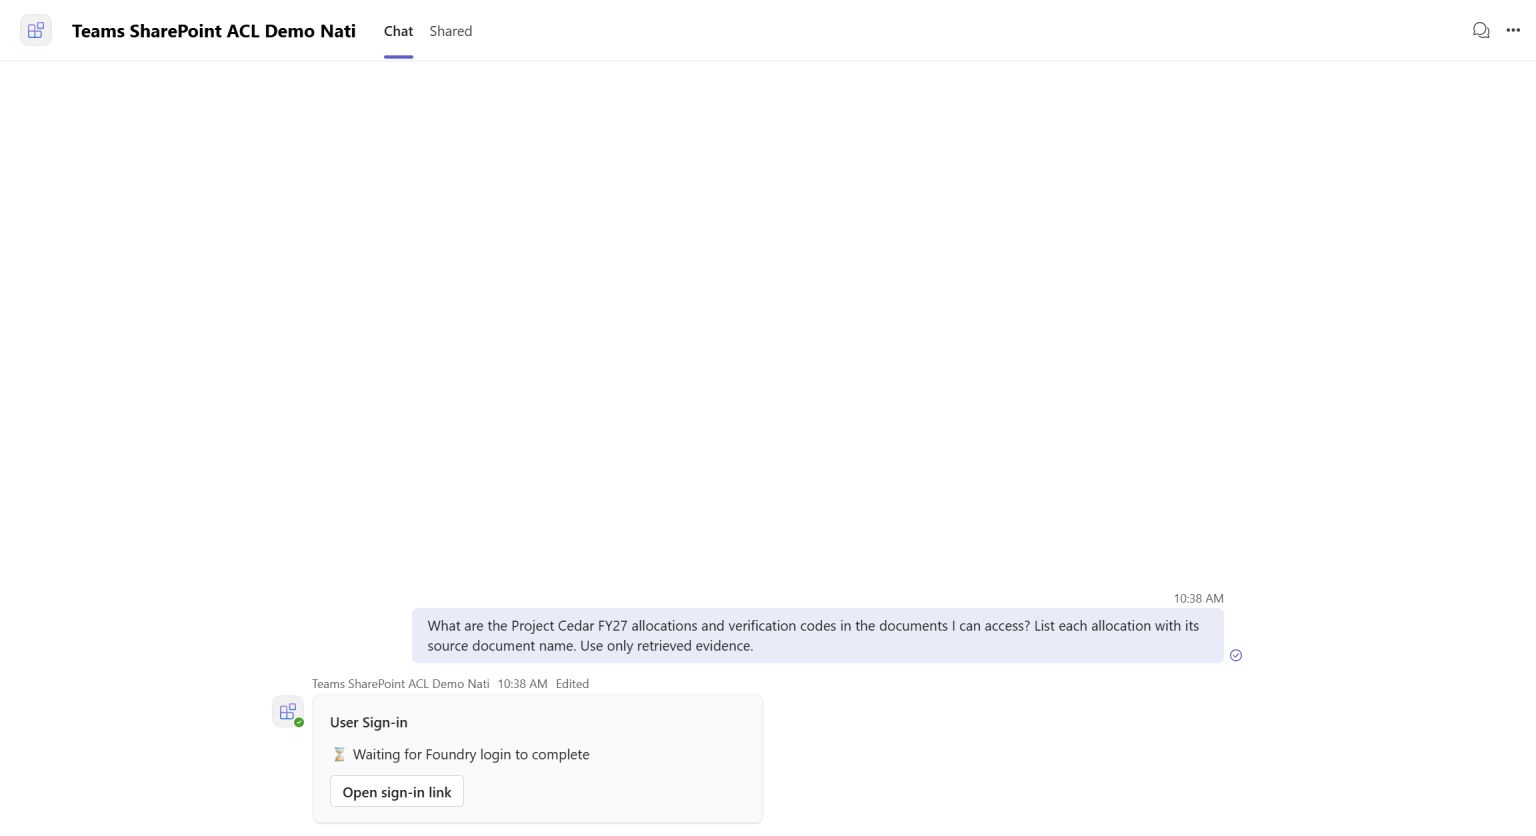 Teams SharePoint ACL Demo Nati
Chat
Shared
10:38 AM
What are the Project Cedar FY27 allocations and verification codes in the documents I can access? List each allocation with its
source document name. Use only retrieved evidence.
Teams SharePoint ACL Demo Nati 10:38 AM Edited
User Sign-in
⏳ Waiting for Foundry login to complete
Open sign-in link